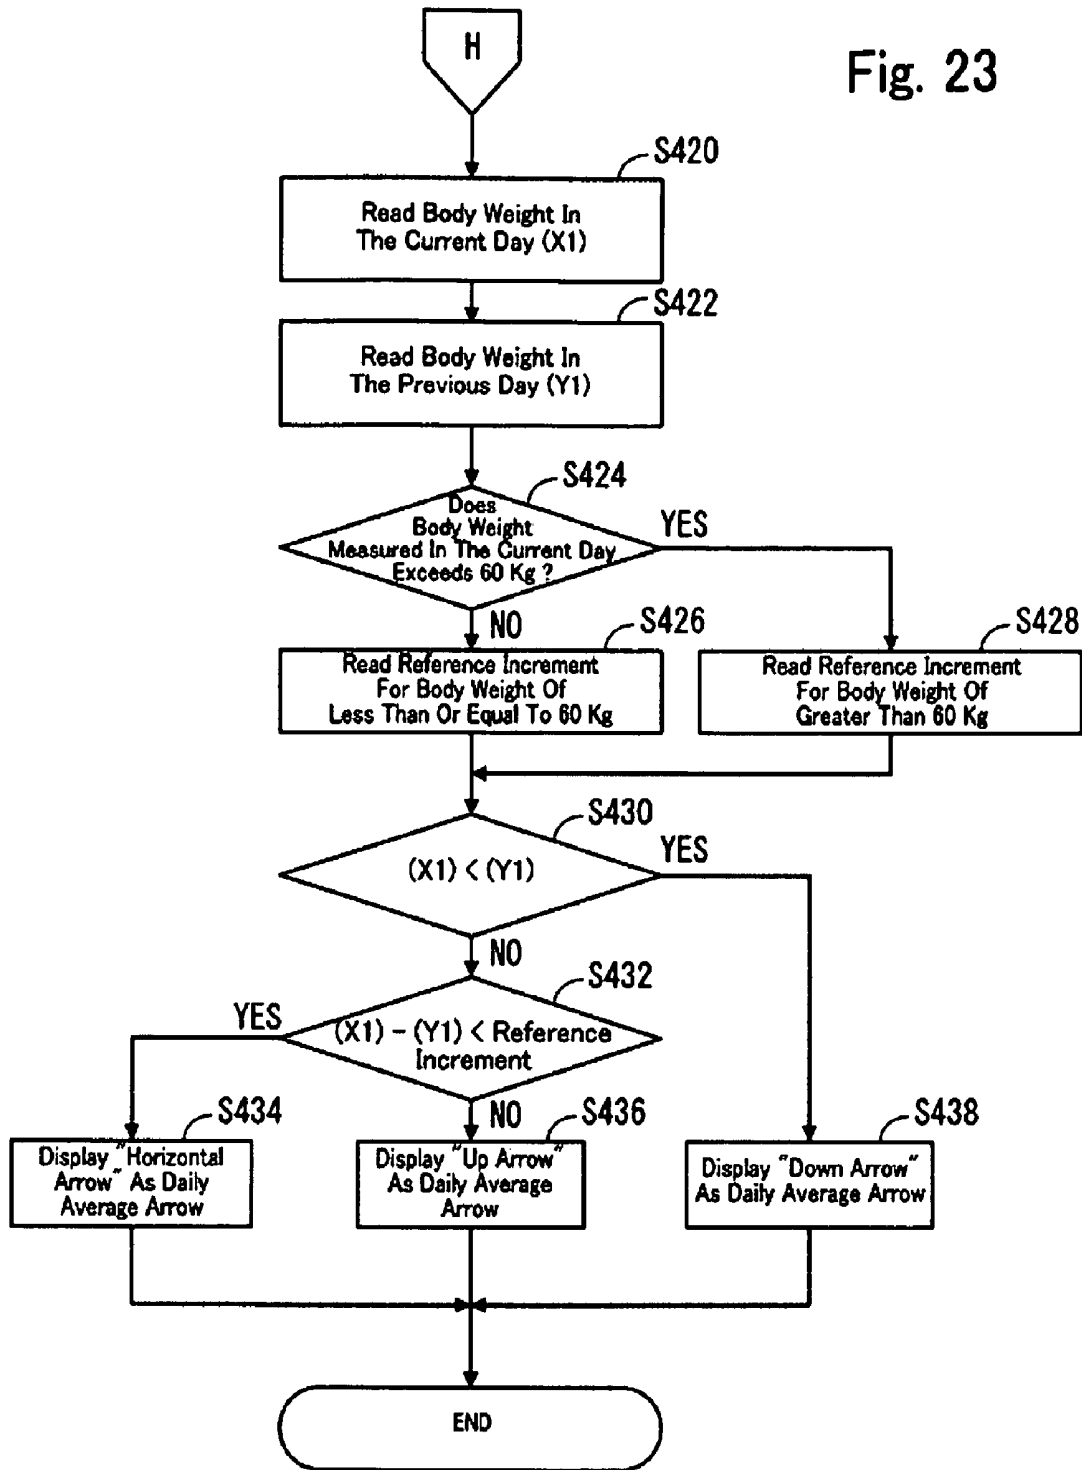 H
Fig. 23
S420
Read Body Weight In
The Current Day (X1)
S422
Read Body Weight In
The Previous Day (Y1)
S424
Does
Body Weight
Measured In The Current Day
Exceeds 60 Kg ?
YES
NO
S426
Read Reference Increment
For Body Weight Of
Less Than Or Equal To 60 Kg
S428
Read Reference Increment
For Body Weight Of
Greater Than 60 Kg
S430
(X1) < (Y1)
YES
NO
S432
(X1) - (Y1) < Reference
Increment
YES
NO
S434
Display "Horizontal
Arrow" As Daily
Average Arrow
S436
Display "Up Arrow"
As Daily Average
Arrow
S438
Display "Down Arrow"
As Daily Average Arrow
END